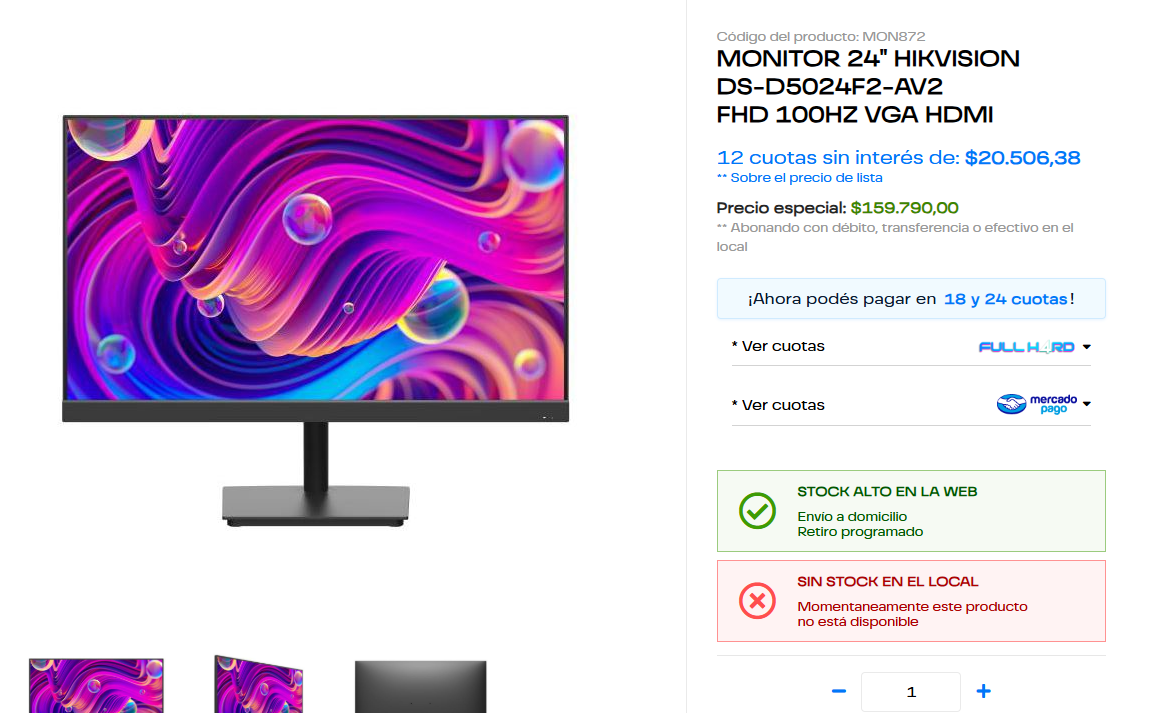 Código del producto: MON872
MONITOR 24" HIKVISION
DS-D5024F2-AV2
FHD 100HZ VGA HDMI
12 cuotas sin interés de: $20.506,38
** Sobre el precio de lista
Precio especial: $159.790,00
** Abonando con débito, transferencia o efectivo en el
local
¡Ahora podés pagar en 18 y 24 cuotas!
* Ver cuotas
FULL H4RD
* Ver cuotas
mercado
pago
STOCK ALTO EN LA WEB
Envío a domicilio
Retiro programado
SIN STOCK EN EL LOCAL
Momentaneamente este producto
no está disponible
− 1 +